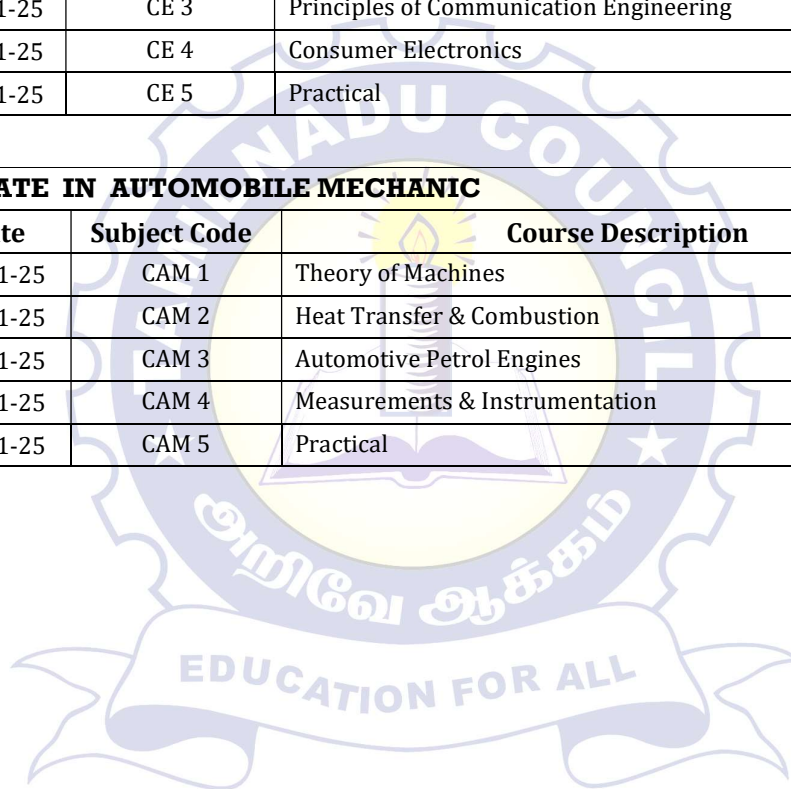 1-25 CE 3 Principles of Communication Engineering
1-25 CE 4 Consumer Electronics
1-25 CE 5 Practical
ATE IN AUTOMOBILE MECHANIC
te Subject Code Course Description
1-25 CAM 1 Theory of Machines
1-25 CAM 2 Heat Transfer & Combustion
1-25 CAM 3 Automotive Petrol Engines
1-25 CAM 4 Measurements & Instrumentation
1-25 CAM 5 Practical
TAMILNADU COUNCIL
அறிவே ஆக்கம்
EDUCATION FOR ALL